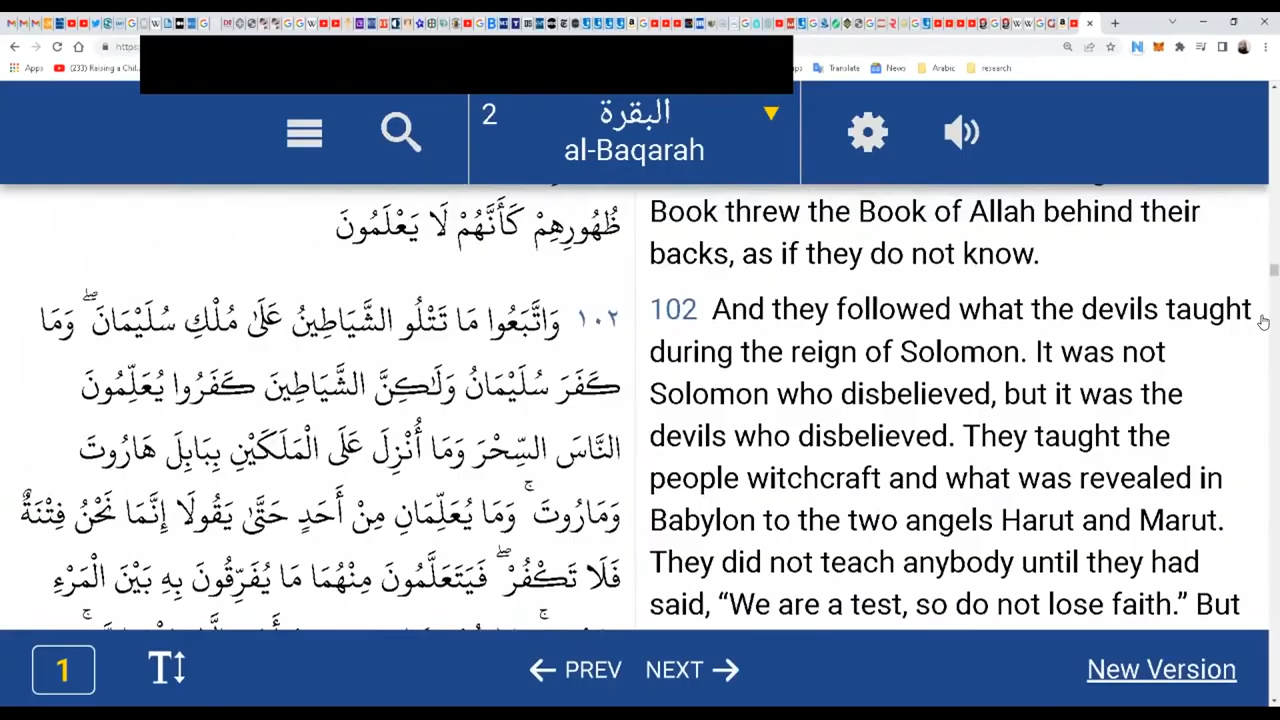 https:
Apps
(233) Raising a Chil...
Translate
News
Arabic
research
2
البقرة
al-Baqarah
ظُهُورِهِمْ كَأَنَّهُمْ لَا يَعْلَمُونَ
١٠٢ وَاتَّبَعُوا مَا تَتْلُو الشَّيَاطِينُ عَلَىٰ مُلْكِ سُلَيْمَانَ ۖ وَمَا
كَفَرَ سُلَيْمَانُ وَلَٰكِنَّ الشَّيَاطِينَ كَفَرُوا يُعَلِّمُونَ
النَّاسَ السِّحْرَ وَمَا أُنْزِلَ عَلَى الْمَلَكَيْنِ بِبَابِلَ هَارُوتَ
وَمَارُوتَ ۚ وَمَا يُعَلِّمَانِ مِنْ أَحَدٍ حَتَّىٰ يَقُولَا إِنَّمَا نَحْنُ فِتْنَةٌ
فَلَا تَكْفُرْ ۖ فَيَتَعَلَّمُونَ مِنْهُمَا مَا يُفَرِّقُونَ بِهِ بَيْنَ الْمَرْءِ
Book threw the Book of Allah behind their
backs, as if they do not know.
102 And they followed what the devils taught
during the reign of Solomon. It was not
Solomon who disbelieved, but it was the
devils who disbelieved. They taught the
people witchcraft and what was revealed in
Babylon to the two angels Harut and Marut.
They did not teach anybody until they had
said, “We are a test, so do not lose faith.” But
1
T
PREV
NEXT
New Version